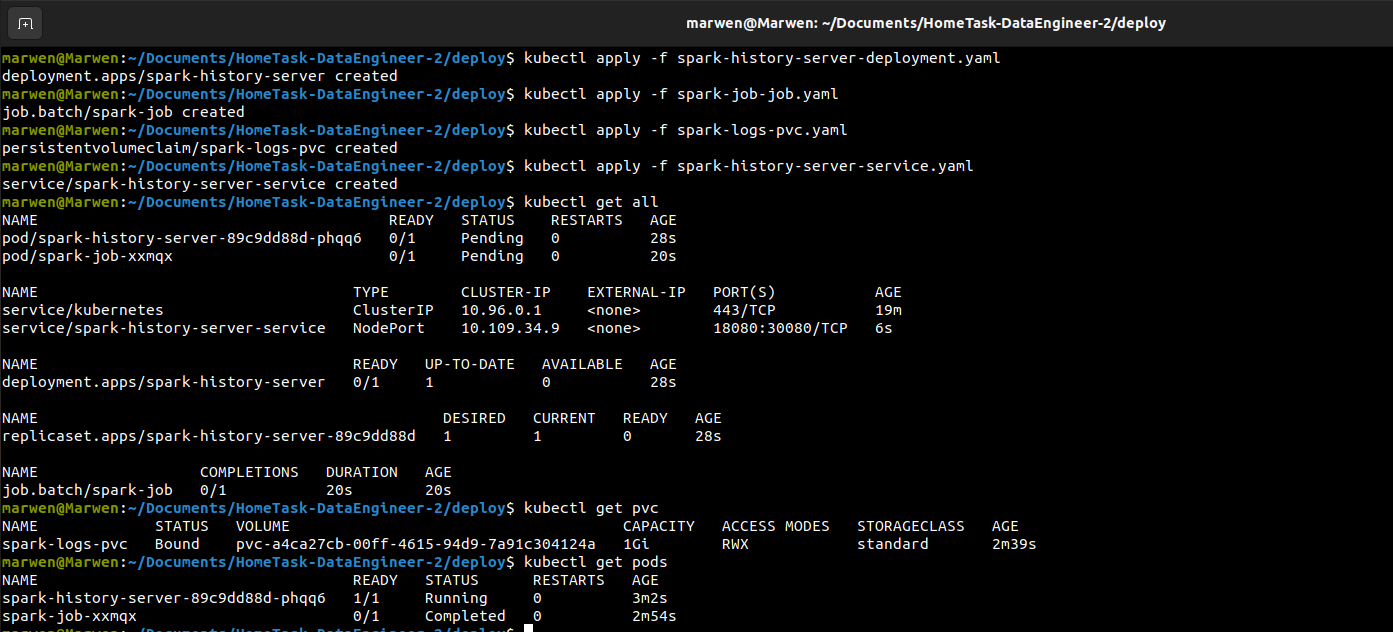 marwen@Marwen: ~/Documents/HomeTask-DataEngineer-2/deploy
marwen@Marwen:~/Documents/HomeTask-DataEngineer-2/deploy$ kubectl apply -f spark-history-server-deployment.yaml
deployment.apps/spark-history-server created
marwen@Marwen:~/Documents/HomeTask-DataEngineer-2/deploy$ kubectl apply -f spark-job-job.yaml
job.batch/spark-job created
marwen@Marwen:~/Documents/HomeTask-DataEngineer-2/deploy$ kubectl apply -f spark-logs-pvc.yaml
persistentvolumeclaim/spark-logs-pvc created
marwen@Marwen:~/Documents/HomeTask-DataEngineer-2/deploy$ kubectl apply -f spark-history-server-service.yaml
service/spark-history-server-service created
marwen@Marwen:~/Documents/HomeTask-DataEngineer-2/deploy$ kubectl get all
NAME READY STATUS RESTARTS AGE
pod/spark-history-server-89c9dd88d-phqq6 0/1 Pending 0 28s
pod/spark-job-xxmqx 0/1 Pending 0 20s
NAME TYPE CLUSTER-IP EXTERNAL-IP PORT(S) AGE
service/kubernetes ClusterIP 10.96.0.1 <none> 443/TCP 19m
service/spark-history-server-service NodePort 10.109.34.9 <none> 18080:30080/TCP 6s
NAME READY UP-TO-DATE AVAILABLE AGE
deployment.apps/spark-history-server 0/1 1 0 28s
NAME DESIRED CURRENT READY AGE
replicaset.apps/spark-history-server-89c9dd88d 1 1 0 28s
NAME COMPLETIONS DURATION AGE
job.batch/spark-job 0/1 20s 20s
marwen@Marwen:~/Documents/HomeTask-DataEngineer-2/deploy$ kubectl get pvc
NAME STATUS VOLUME CAPACITY ACCESS MODES STORAGECLASS AGE
spark-logs-pvc Bound pvc-a4ca27cb-00ff-4615-94d9-7a91c304124a 1Gi RWX standard 2m39s
marwen@Marwen:~/Documents/HomeTask-DataEngineer-2/deploy$ kubectl get pods
NAME READY STATUS RESTARTS AGE
spark-history-server-89c9dd88d-phqq6 1/1 Running 0 3m2s
spark-job-xxmqx 0/1 Completed 0 2m54s
marwen@Marwen:~/Documents/HomeTask-DataEngineer-2/deploy$